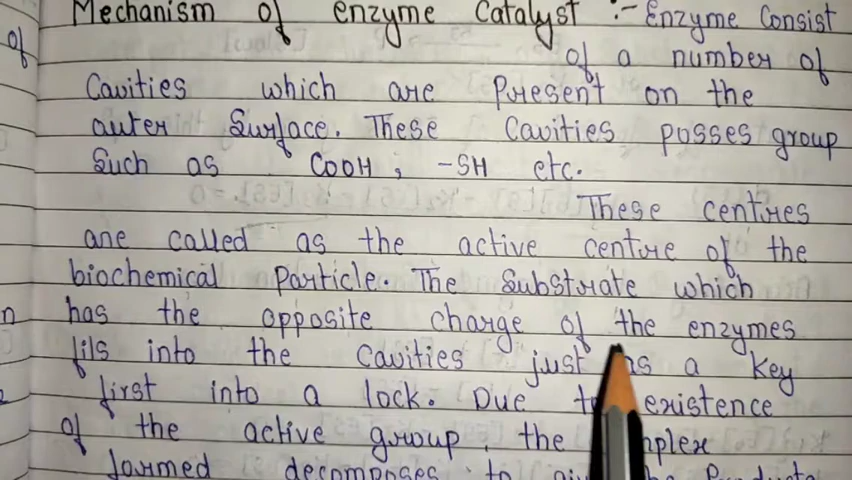 Mechanism of enzyme Catalyst :- Enzyme Consist
of a number of
Cavities which are Present on the
outer Surface. These Cavities posses group
Such as COOH, -SH etc.
These centres
are called as the active centre of the
biochemical Particle. The Substrate which
has the opposite charge of the enzymes
fils into the cavities just as a key
first into a lock. Due to existence
of the active group, the complex
formed decomposes to